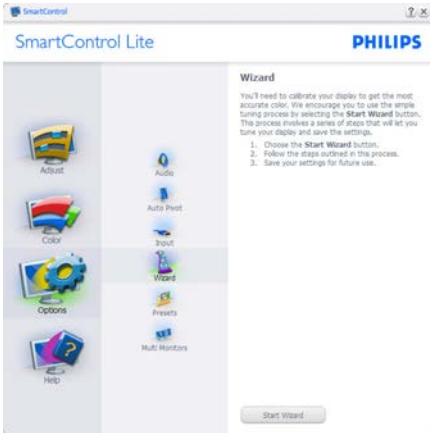 SmartControl
SmartControl Lite
PHILIPS
Adjust
Color
Options
Help
Audio
Auto Pivot
Input
Wizard
Presets
Multi Monitors
Wizard
You'll need to calibrate your display to get the most
accurate color. We encourage you to use the simple
tuning process by selecting the Start Wizard button.
This process involves a series of steps that will let you
tune your display and save the settings.
1. Choose the Start Wizard button.
2. Follow the steps outlined in this process.
3. Save your settings for future use.
Start Wizard